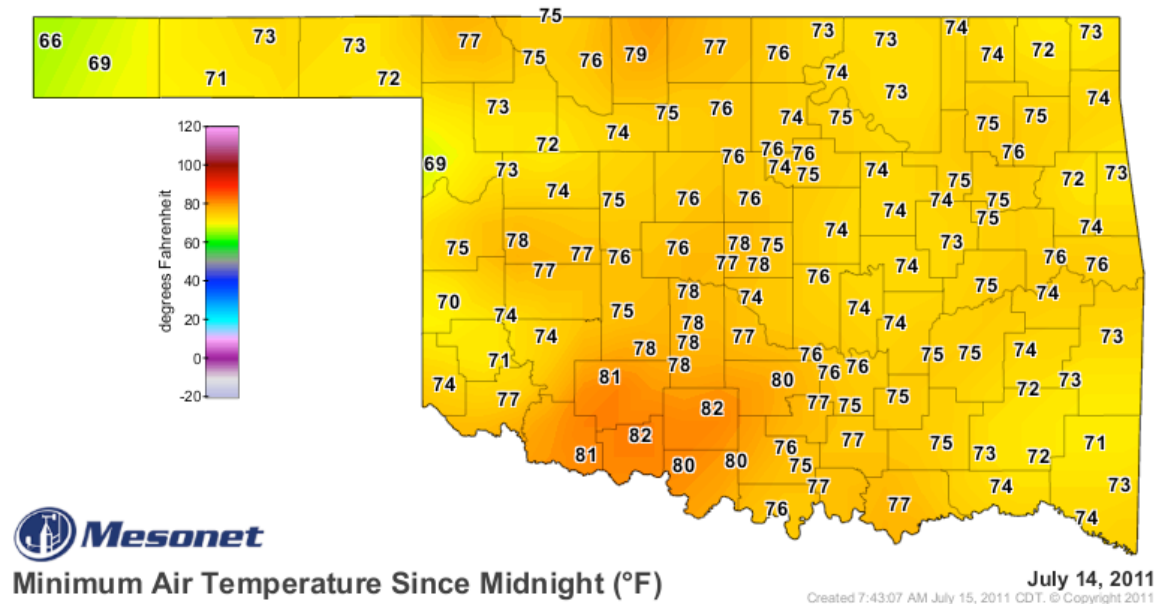 75
66 73 73 77 73 73 74 73
69 71 72 75 76 79 77 76 74 72
73 75 76 74 73 74
72 74 74 75 75 75
69 73 76 76 76 74 75 76
74 75 76 76 74 75 74 75 72 73
74 74 75 74
75 78 77 76 76 78 75 73
77 77 78 76 74 76 76
70 74 75 78 74 74 75 74
74 78 77 74 73
71 78 78 76 75 75 74
74 81 78 80 76 76 72 73
77 82 77 75 75
81 82 76 77 75 73 72 71
80 80 75 77 74 73
76 77 74
120
100
80
60
40
20
0
-20
degrees Fahrenheit
Mesonet
Minimum Air Temperature Since Midnight (°F)
July 14, 2011
Created 7:43:07 AM July 15, 2011 CDT. © Copyright 2011